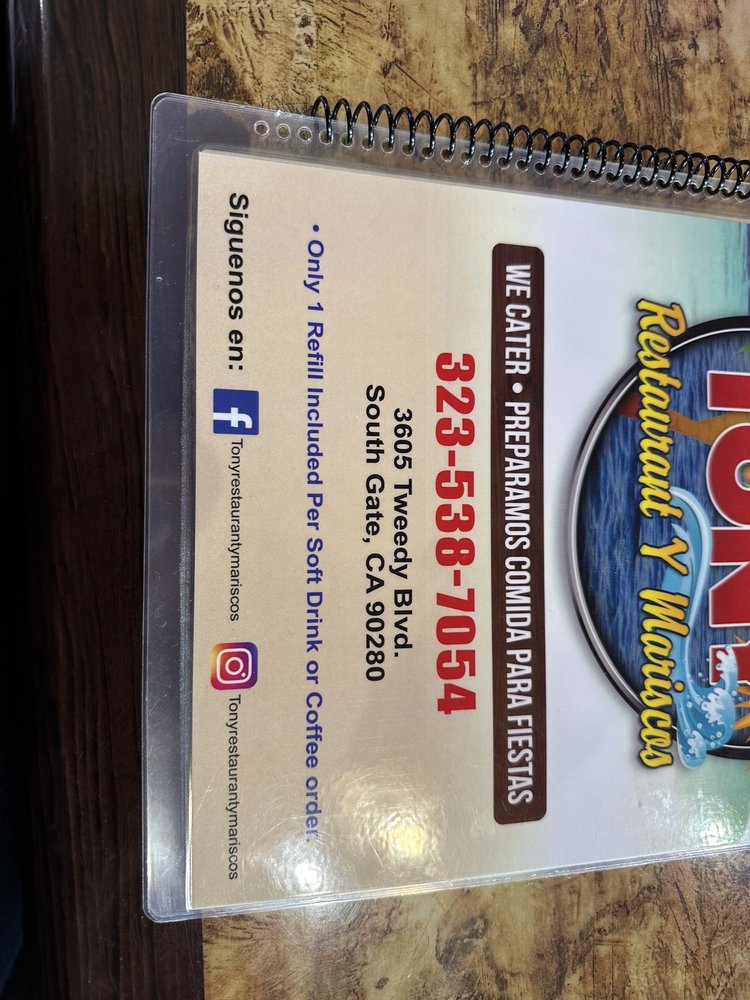 TONY
Restaurant Y Mariscos
WE CATER • PREPARAMOS COMIDA PARA FIESTAS
323-538-7054
3605 Tweedy Blvd.
South Gate, CA 90280
• Only 1 Refill Included Per Soft Drink or Coffee order.
Siguenos en: Tonyrestaurantymariscos Tonyrestaurantymariscos